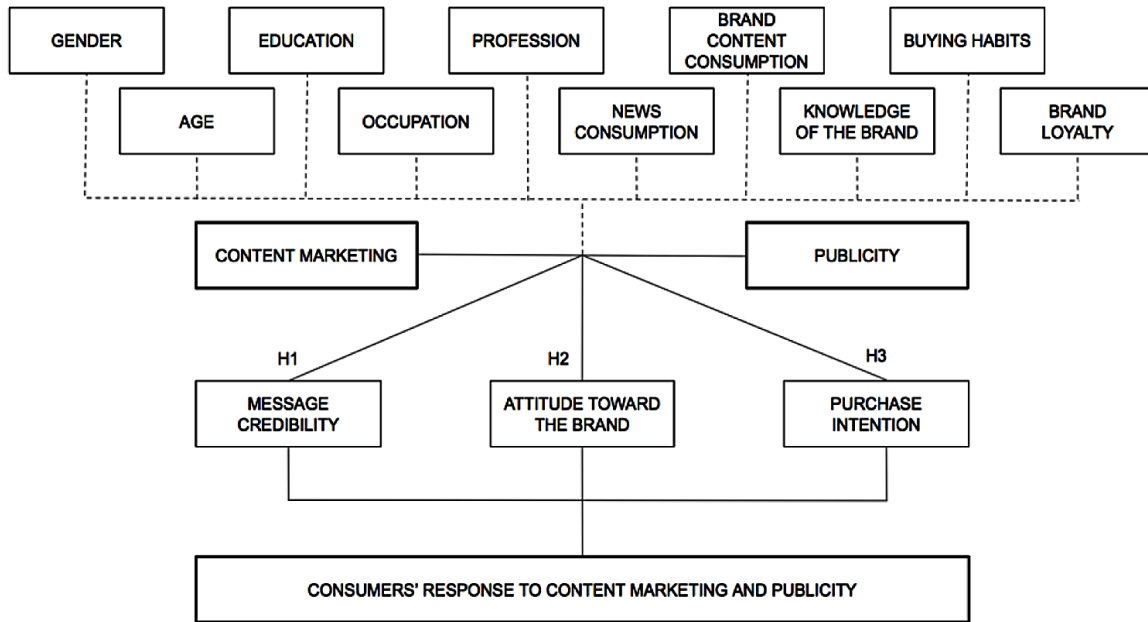 GENDER
EDUCATION
PROFESSION
BRAND
CONTENT
CONSUMPTION
BUYING HABITS
AGE
OCCUPATION
NEWS
CONSUMPTION
KNOWLEDGE
OF THE BRAND
BRAND
LOYALTY
CONTENT MARKETING
PUBLICITY
H1
H2
H3
MESSAGE
CREDIBILITY
ATTITUDE TOWARD
THE BRAND
PURCHASE
INTENTION
CONSUMERS' RESPONSE TO CONTENT MARKETING AND PUBLICITY